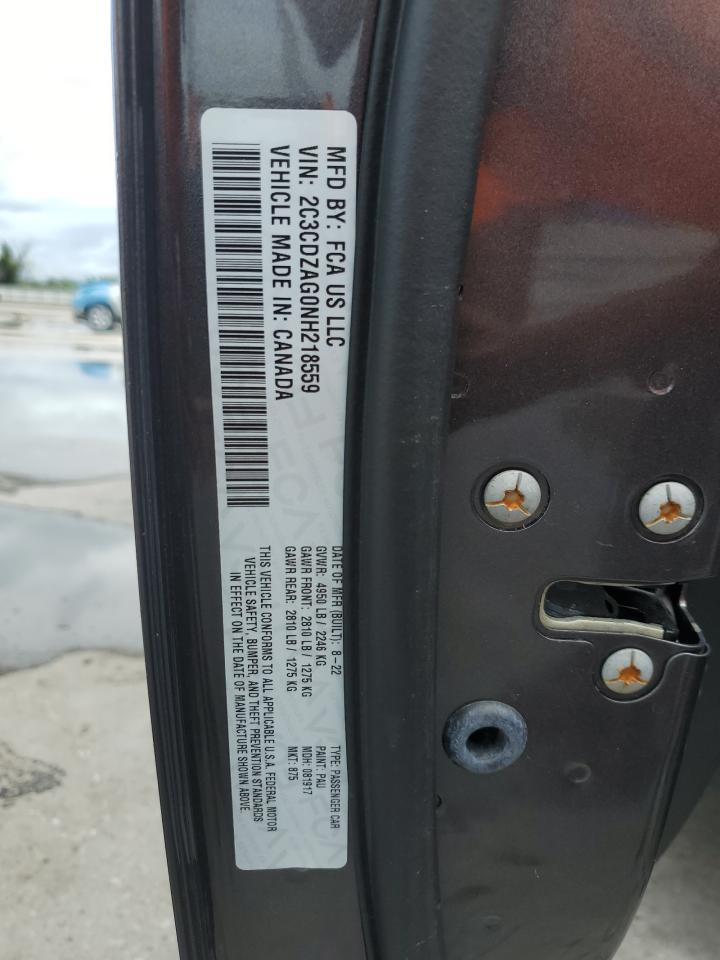 MFD BY: FCA US LLC
VIN: 2C3CDZAG0NH218559
VEHICLE MADE IN: CANADA
DATE OF MFR (BUILT): 8-22
GVWR: 4950 LB / 2246 KG
GAWR FRONT: 2810 LB / 1275 KG
GAWR REAR: 2810 LB / 1275 KG
TYPE: PASSENGER CAR
PAINT: PAU
MDH: 081917
MKT: 875
THIS VEHICLE CONFORMS TO ALL APPLICABLE U.S.A. FEDERAL MOTOR
VEHICLE SAFETY, BUMPER, AND THEFT PREVENTION STANDARDS
IN EFFECT ON THE DATE OF MANUFACTURE SHOWN ABOVE